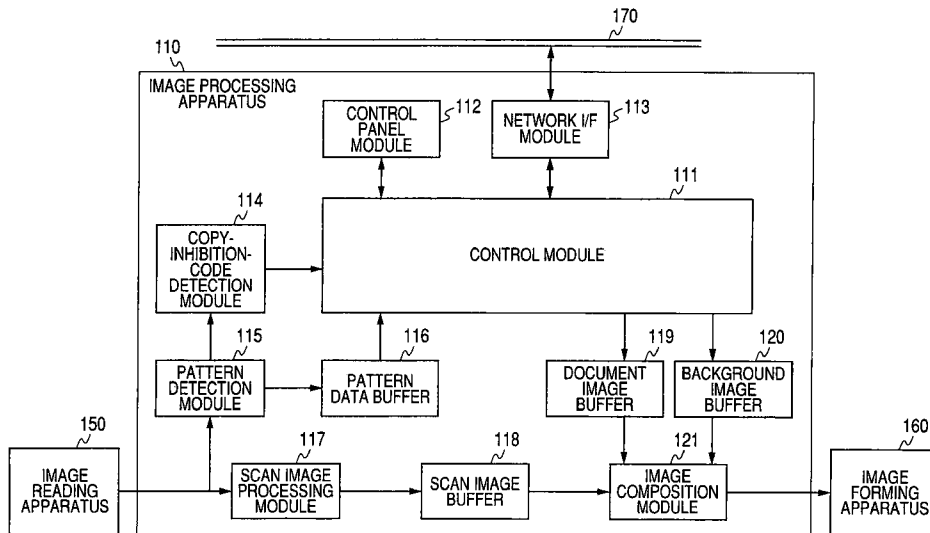 170
110
IMAGE PROCESSING
APPARATUS
CONTROL
PANEL
MODULE
112
NETWORK I/F
MODULE
113
111
CONTROL MODULE
114
COPY-
INHIBITION-
CODE
DETECTION
MODULE
115
PATTERN
DETECTION
MODULE
116
PATTERN
DATA BUFFER
119
DOCUMENT
IMAGE
BUFFER
120
BACKGROUND
IMAGE
BUFFER
150
IMAGE
READING
APPARATUS
117
SCAN IMAGE
PROCESSING
MODULE
118
SCAN IMAGE
BUFFER
121
IMAGE
COMPOSITION
MODULE
160
IMAGE
FORMING
APPARATUS